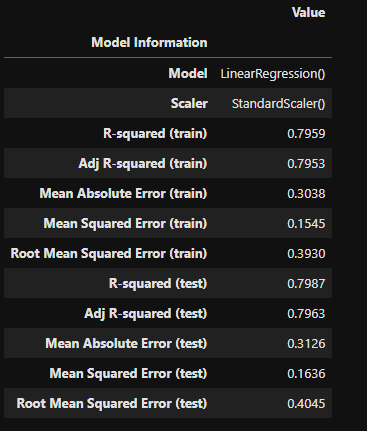 Value
Model Information
Model LinearRegression()
Scaler StandardScaler()
R-squared (train) 0.7959
Adj R-squared (train) 0.7953
Mean Absolute Error (train) 0.3038
Mean Squared Error (train) 0.1545
Root Mean Squared Error (train) 0.3930
R-squared (test) 0.7987
Adj R-squared (test) 0.7963
Mean Absolute Error (test) 0.3126
Mean Squared Error (test) 0.1636
Root Mean Squared Error (test) 0.4045